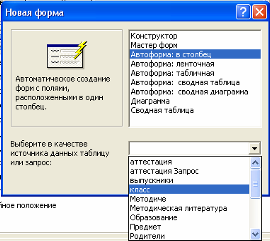 Новая форма
Автоматическое создание
форм с полями,
расположенными в один
столбец.
Конструктор
Мастер форм
Автоформа: в столбец
Автоформа: ленточная
Автоформа: табличная
Автоформа: сводная таблица
Автоформа: сводная диаграмма
Диаграмма
Сводная таблица
Выберите в качестве
источника данных таблицу
или запрос:
аттестация
аттестация Запрос
выпускники
класс
Методиче
Методическая литература
Образование
Предмет
Родители
положение